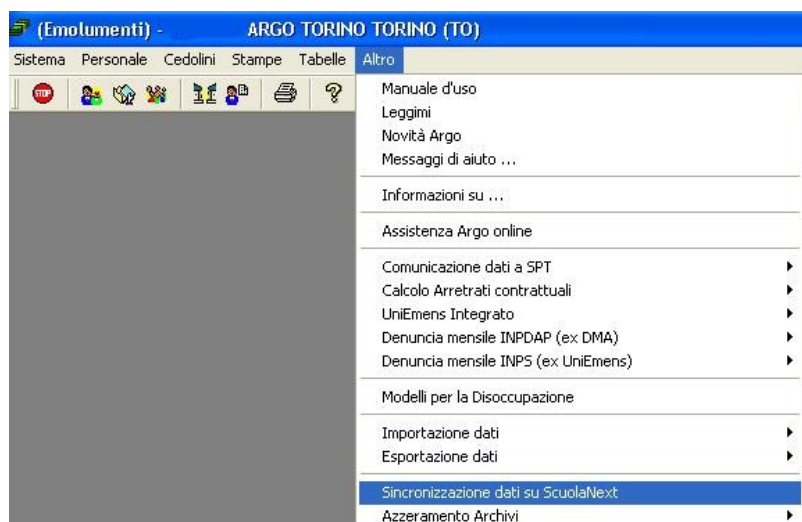 (Emolumenti) - ARGO TORINO TORINO (TO)
Sistema Personale Cedolini Stampe Tabelle Altro
STOP ?
Manuale d'uso
Leggimi
Novità Argo
Messaggi di aiuto ...
Informazioni su ...
Assistenza Argo online
Comunicazione dati a SPT
Calcolo Arretrati contrattuali
UniEmens Integrato
Denuncia mensile INPDAP (ex DMA)
Denuncia mensile INPS (ex UniEmens)
Modelli per la Disoccupazione
Importazione dati
Esportazione dati
Sincronizzazione dati su ScuolaNext
Azzeramento Archivi